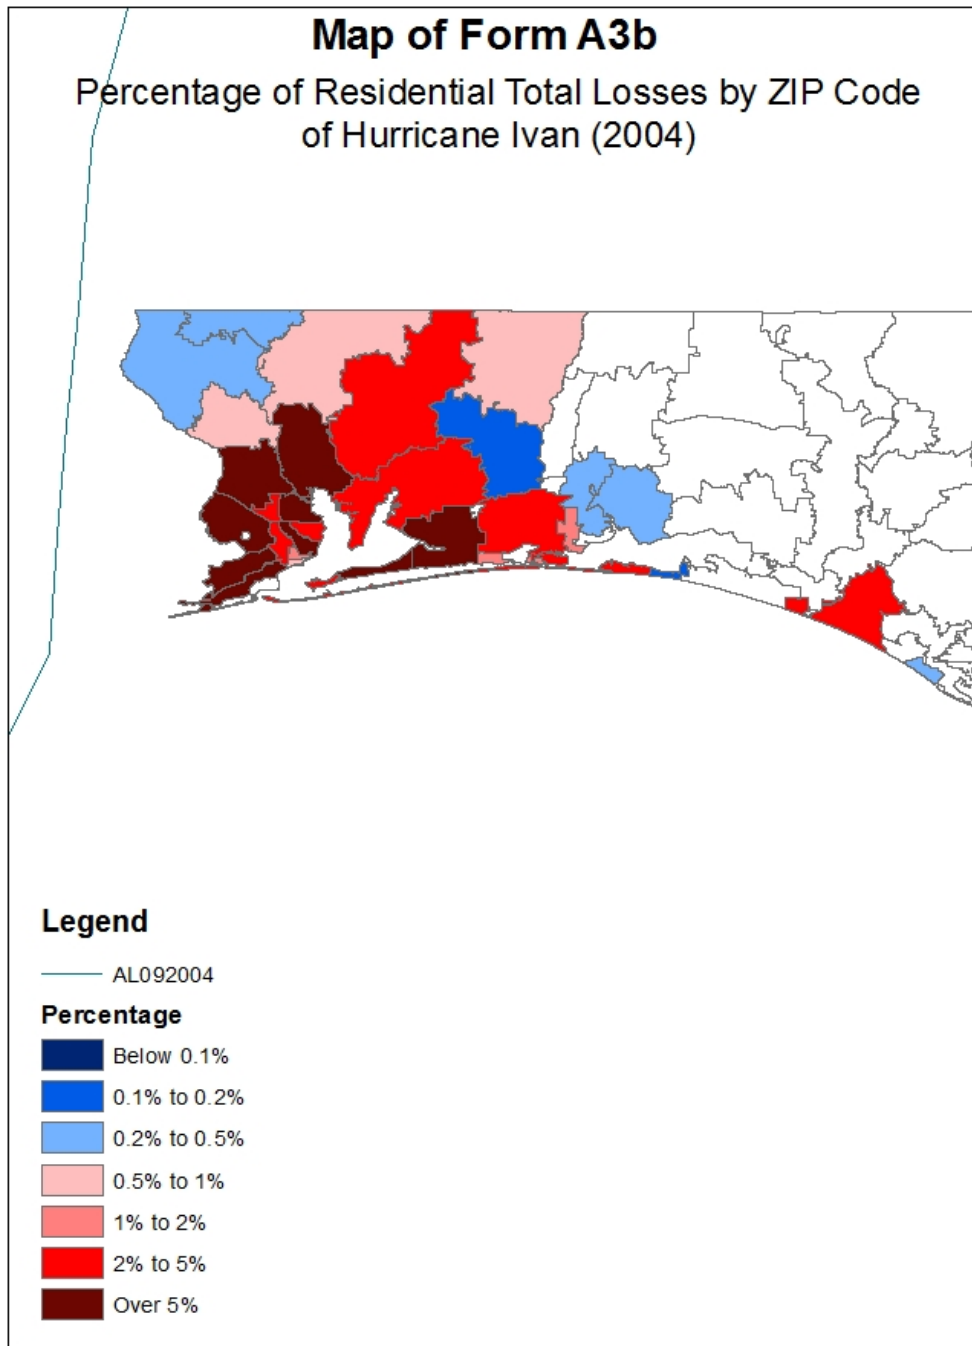 Map of Form A3b
Percentage of Residential Total Losses by ZIP Code
of Hurricane Ivan (2004)
Legend
AL092004
Percentage
Below 0.1%
0.1% to 0.2%
0.2% to 0.5%
0.5% to 1%
1% to 2%
2% to 5%
Over 5%